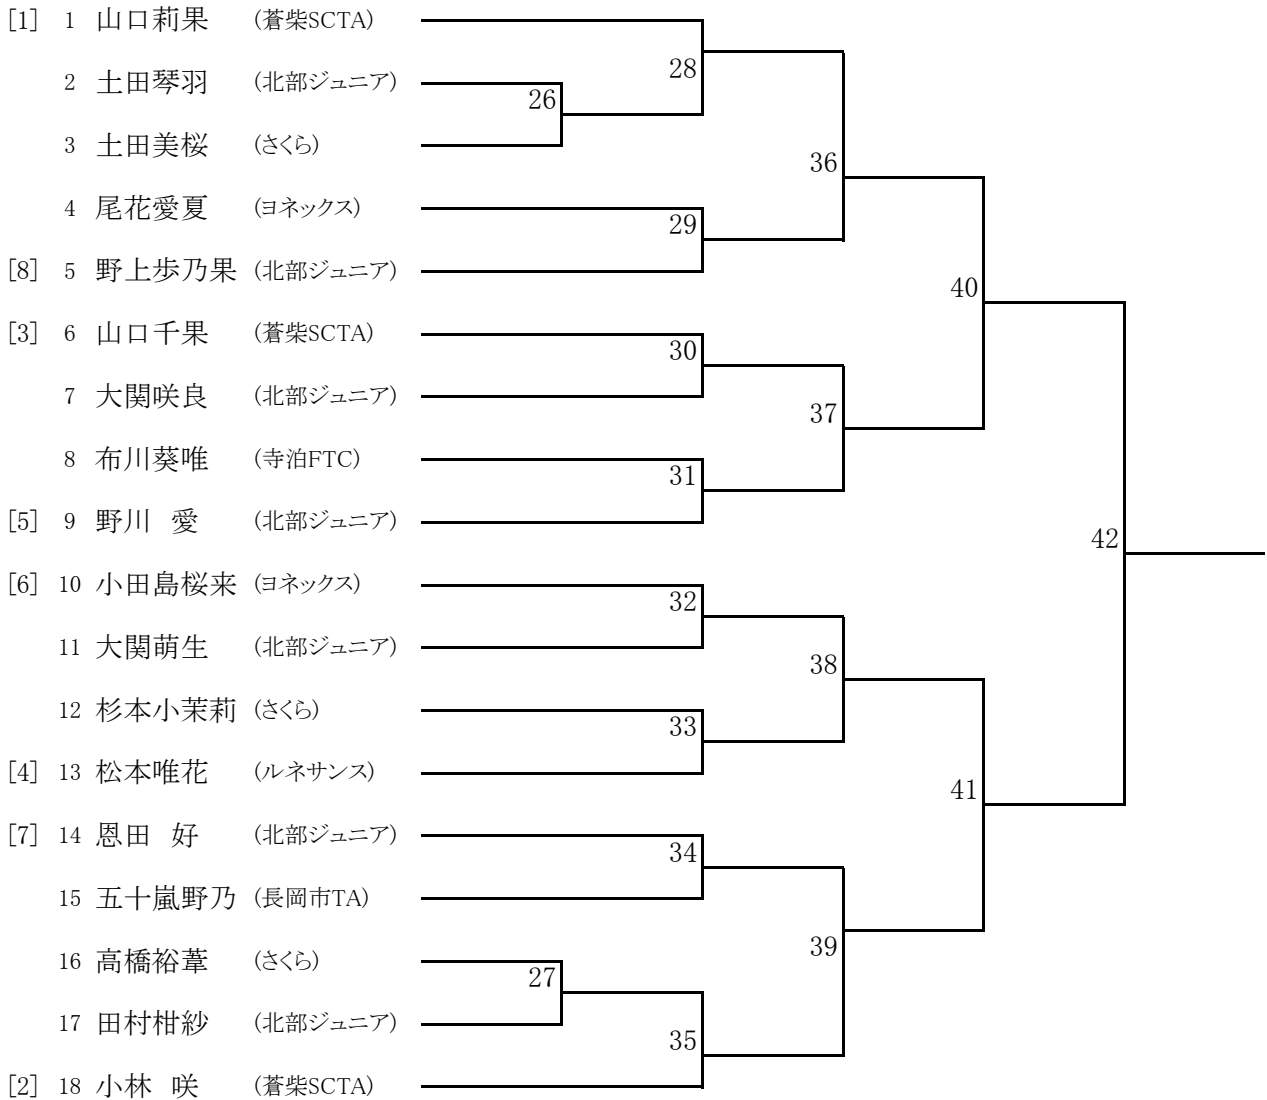 [1] 1 山口莉果 (蒼柴SCTA)
28
2 土田琴羽 (北部ジュニア)
26
3 土田美桜 (さくら)
36
4 尾花愛夏 (ヨネックス)
29
[8] 5 野上歩乃果 (北部ジュニア)
40
[3] 6 山口千果 (蒼柴SCTA)
30
7 大関咲良 (北部ジュニア)
37
8 布川葵唯 (寺泊FTC)
31
[5] 9 野川 愛 (北部ジュニア)
42
[6] 10 小田島桜来 (ヨネックス)
32
11 大関萌生 (北部ジュニア)
38
12 杉本小茉莉 (さくら)
33
[4] 13 松本唯花 (ルネサンス)
41
[7] 14 恩田 好 (北部ジュニア)
34
15 五十嵐野乃 (長岡市TA)
39
16 高橋裕葦 (さくら)
27
17 田村柑紗 (北部ジュニア)
35
[2] 18 小林 咲 (蒼柴SCTA)